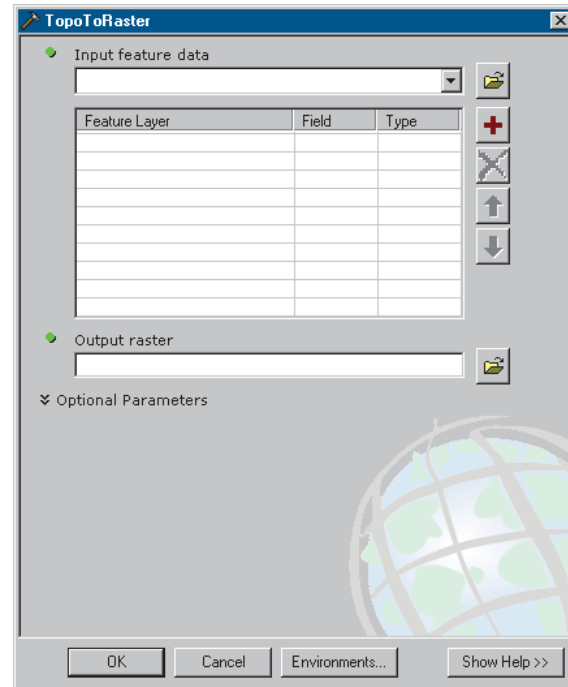 TopoToRaster
Input feature data
Feature Layer Field Type
Output raster
Optional Parameters
OK Cancel Environments... Show Help >>